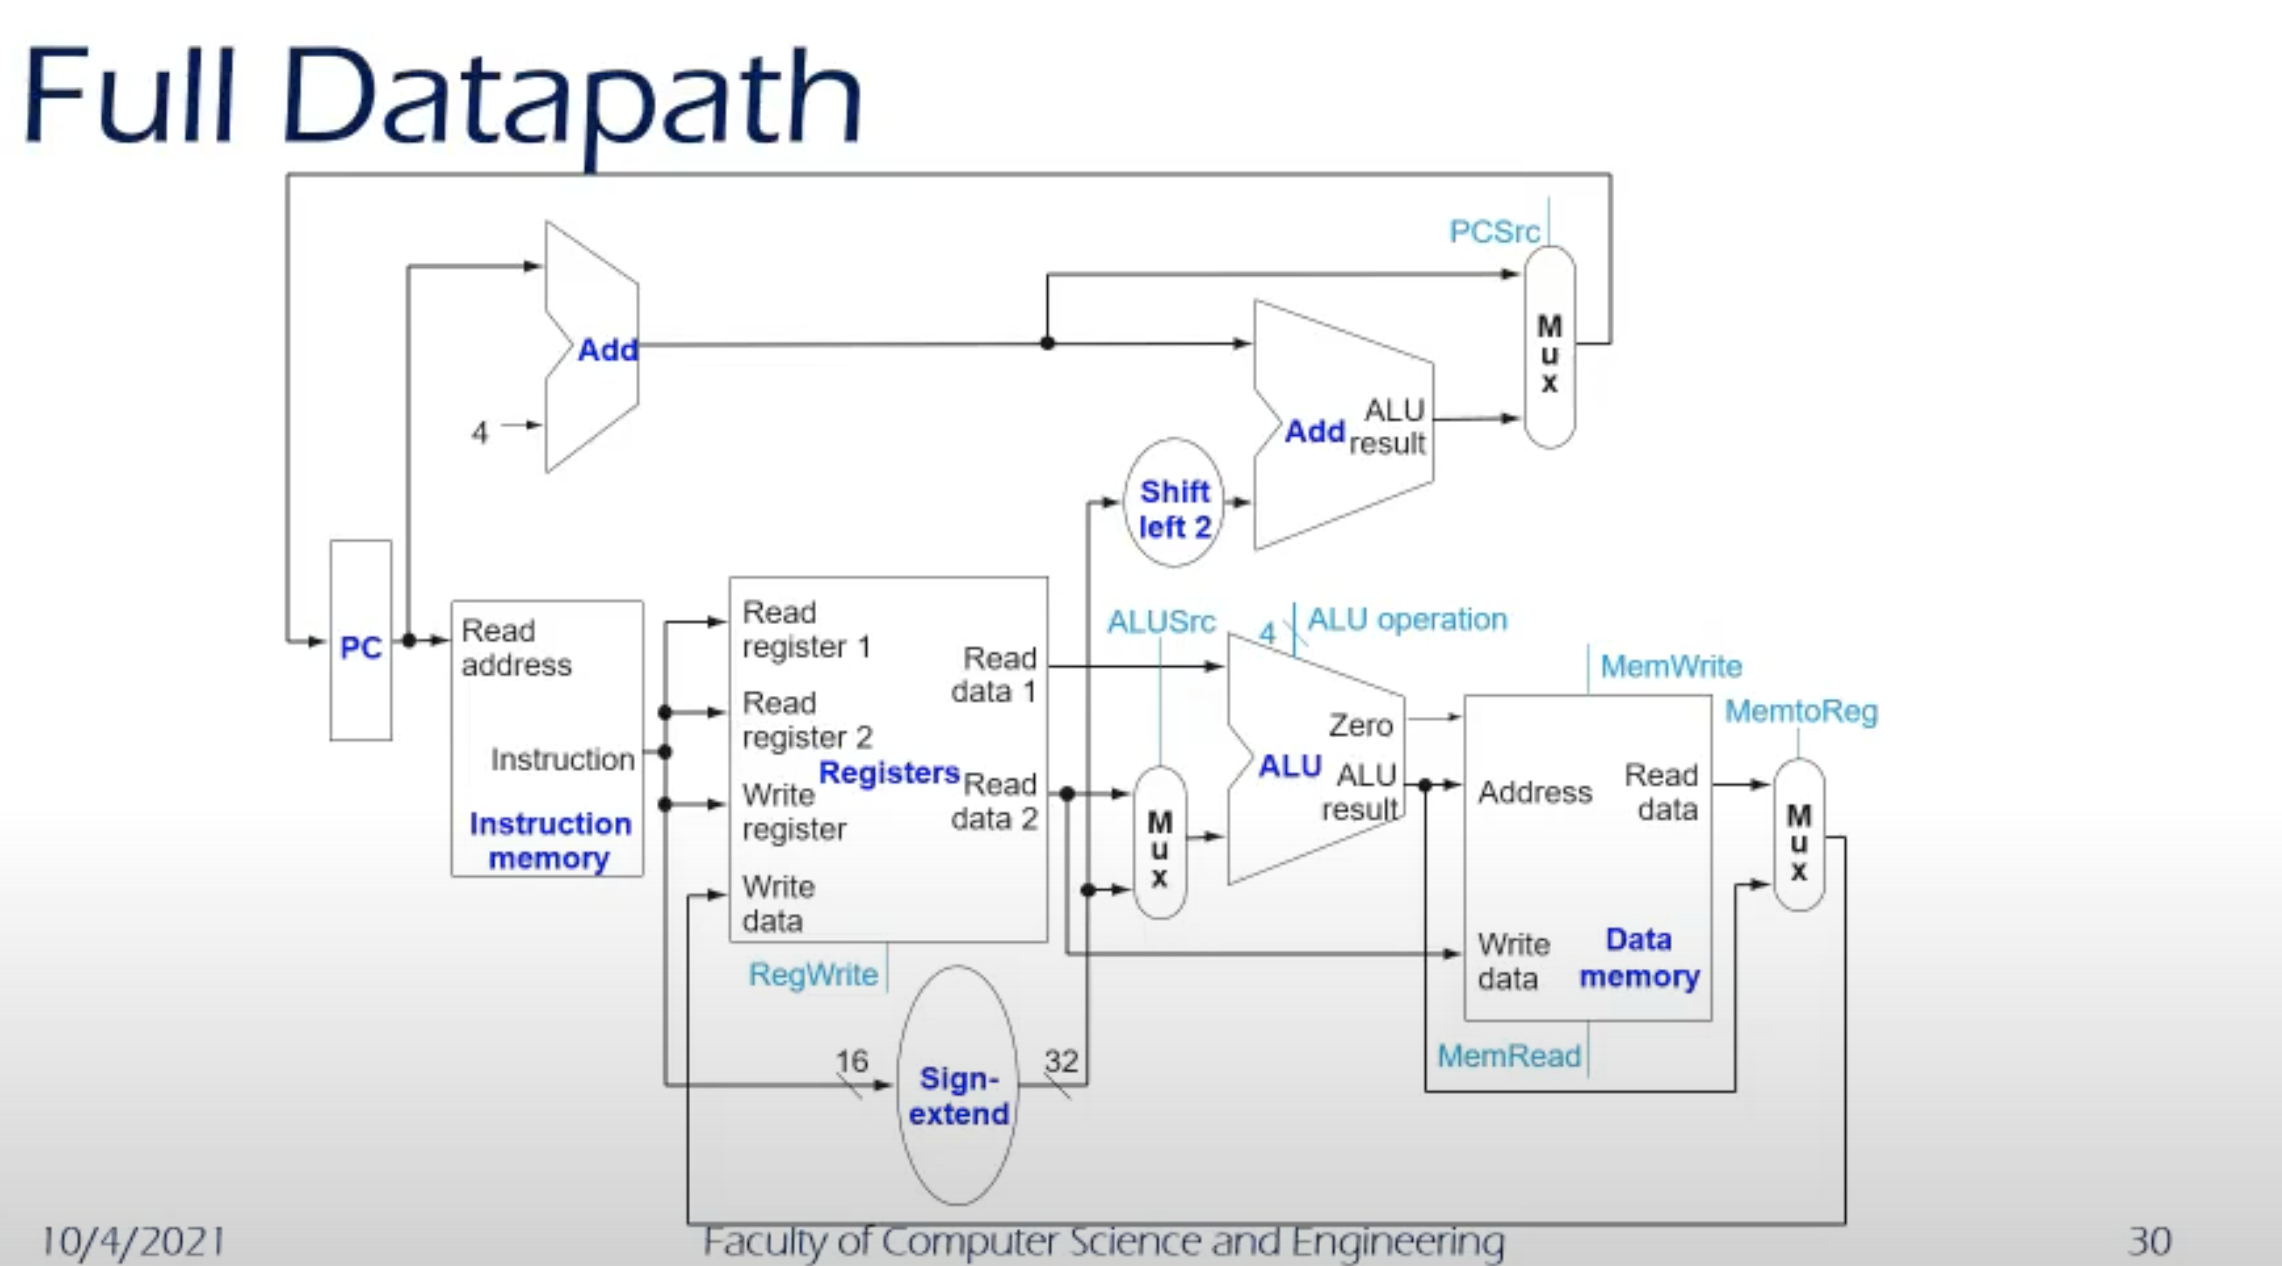 Full Datapath
PCSrc
M
u
x
Add
4
ALU
Add result
Shift
left 2
PC
Read
address
Instruction
Instruction
memory
Read
register 1
Read
register 2
Registers
Write
register
Write
data
Read
data 1
Read
data 2
RegWrite
16
Sign-
extend
32
ALUSrc
M
u
x
4
ALU operation
Zero
ALU
ALU
result
MemWrite
Address
Read
data
Write
data
Data
memory
MemRead
MemtoReg
M
u
x
10/4/2021
Faculty of Computer Science and Engineering
30